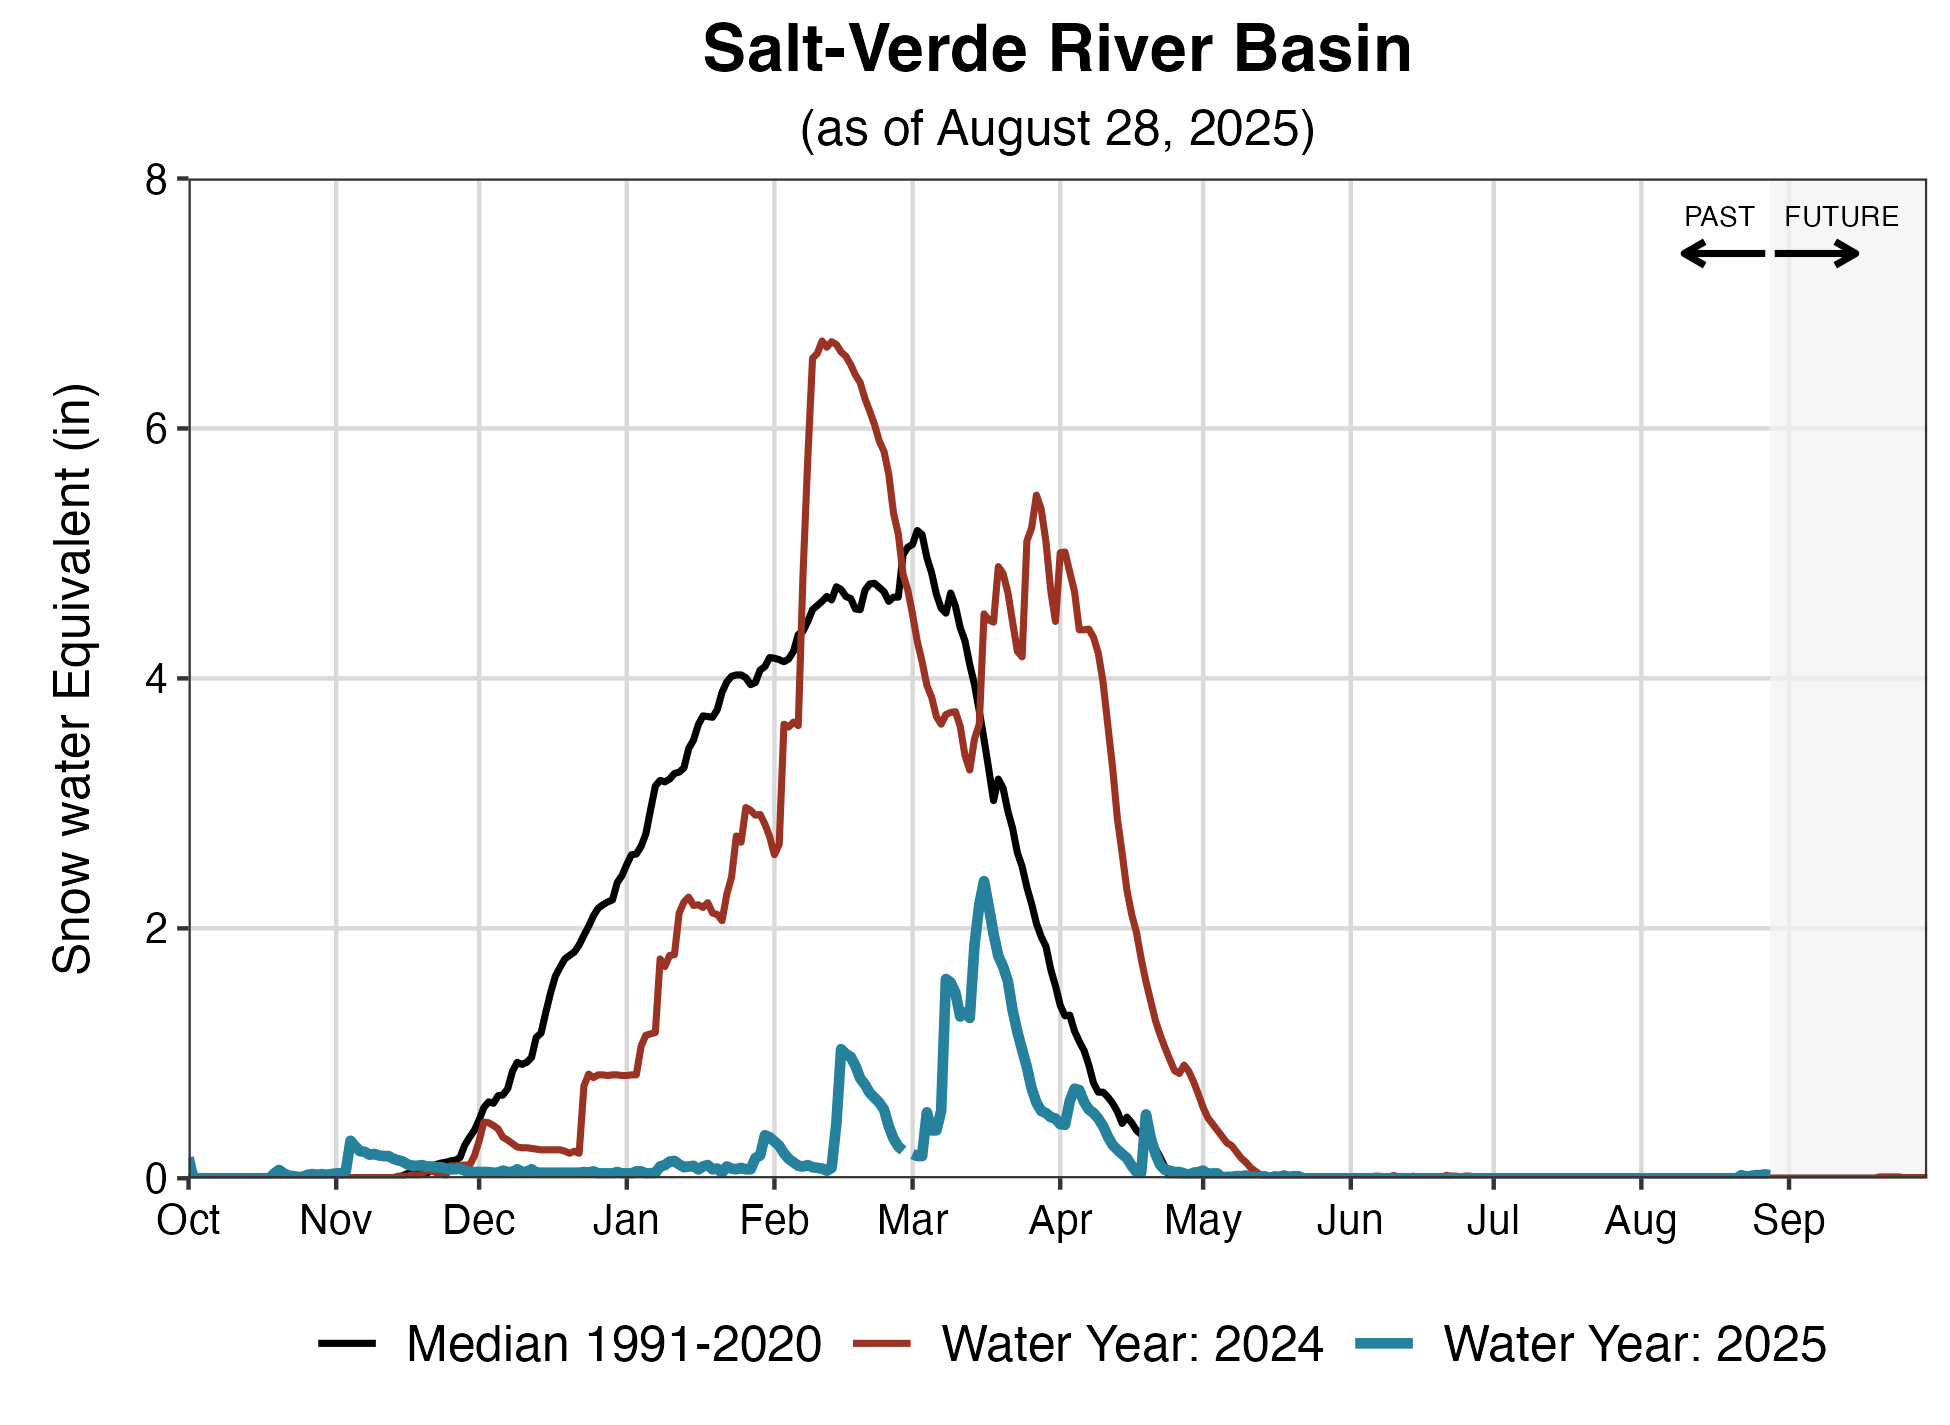 Salt-Verde River Basin
(as of August 28, 2025)
PAST FUTURE
Snow water Equivalent (in)
8
6
4
2
0
Oct Nov Dec Jan Feb Mar Apr May Jun Jul Aug Sep
Median 1991-2020 Water Year: 2024 Water Year: 2025